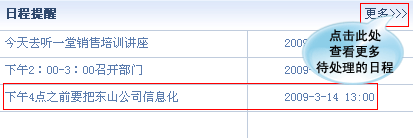 日程提醒
更多>>>
今天去听一堂销售培训讲座 2009
下午2：00-3：00召开部门 2009
下午4点之前要把东山公司信息化 2009-3-14 13:00
点击此处
查看更多
待处理的日程